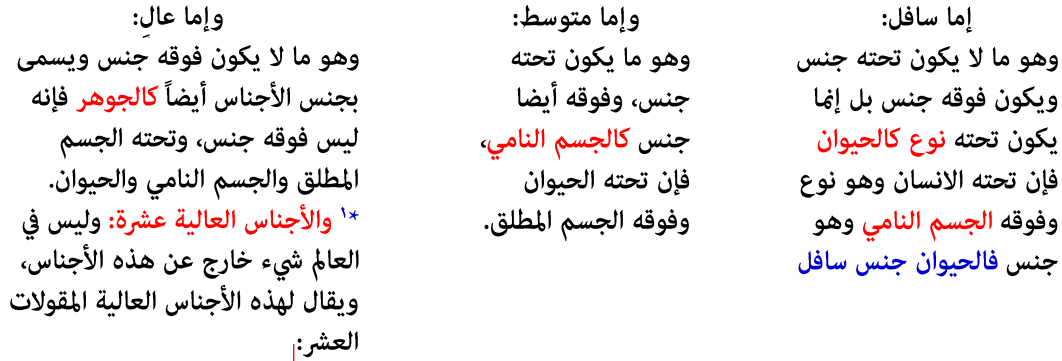 إما سافل:
وهو ما لا يكون تحته جنس
ويكون فوقه جنس بل إنما
يكون تحته نوع كالحيوان
فإن تحته الانسان وهو نوع
وفوقه الجسم النامي وهو
جنس فالحيوان جنس سافل
وإما متوسط:
وهو ما يكون تحته
جنس، وفوقه أيضا
جنس كالجسم النامي،
فإن تحته الحيوان
وفوقه الجسم المطلق.
وإما عالٍ:
وهو ما لا يكون فوقه جنس ويسمى
بجنس الأجناس أيضاً كالجوهر فإنه
ليس فوقه جنس، وتحته الجسم
المطلق والجسم النامي والحيوان.
*١ والأجناس العالية عشرة: وليس في
العالم شيء خارج عن هذه الأجناس،
ويقال لهذه الأجناس العالية المقولات
العشر: